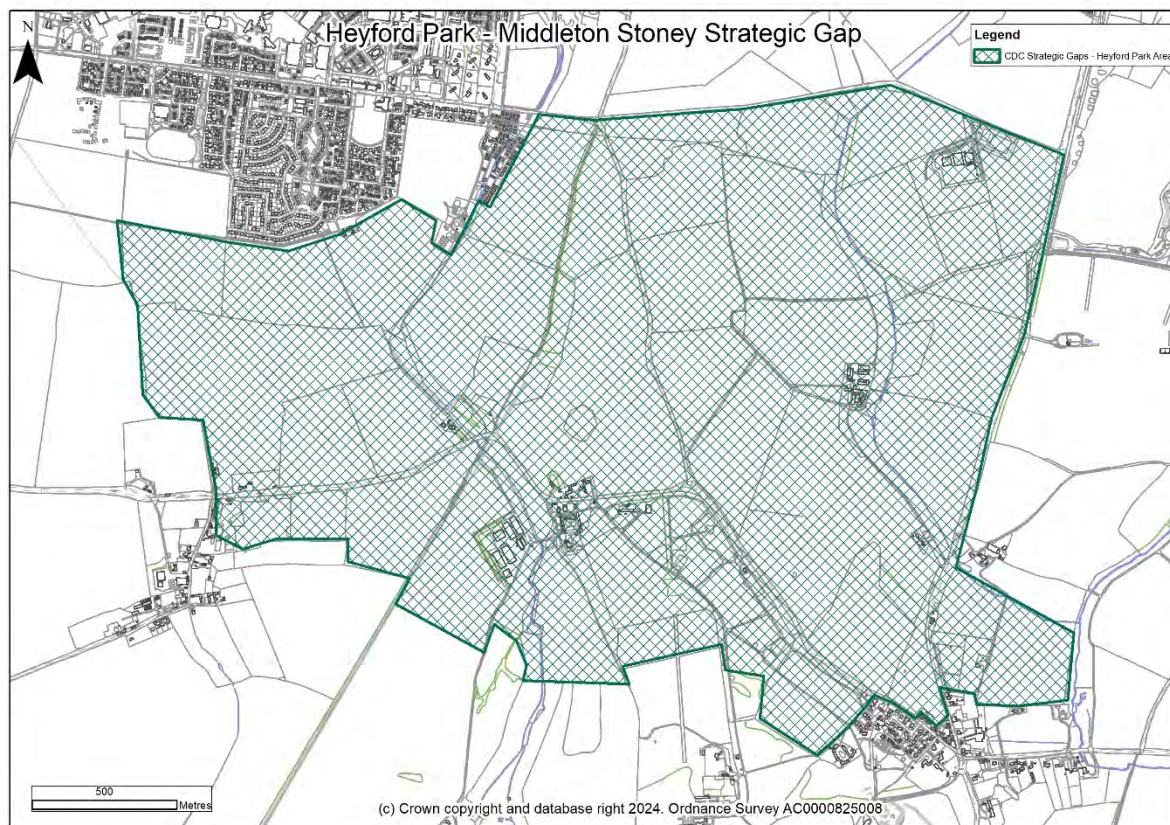 N
Heyford Park - Middleton Stoney Strategic Gap
Legend
CDC Strategic Gaps - Heyford Park Area
500
Metres
(c) Crown copyright and database right 2024. Ordnance Survey AC0000825008